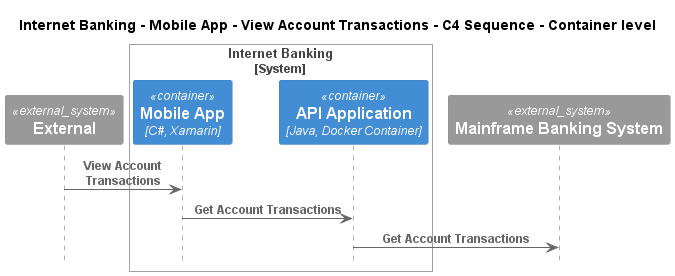 Internet Banking - Mobile App - View Account Transactions - C4 Sequence - Container level
Internet Banking
[System]
«external_system»
External
«container»
Mobile App
[C#, Xamarin]
«container»
API Application
[Java, Docker Container]
«external_system»
Mainframe Banking System
View Account
Transactions
Get Account Transactions
Get Account Transactions